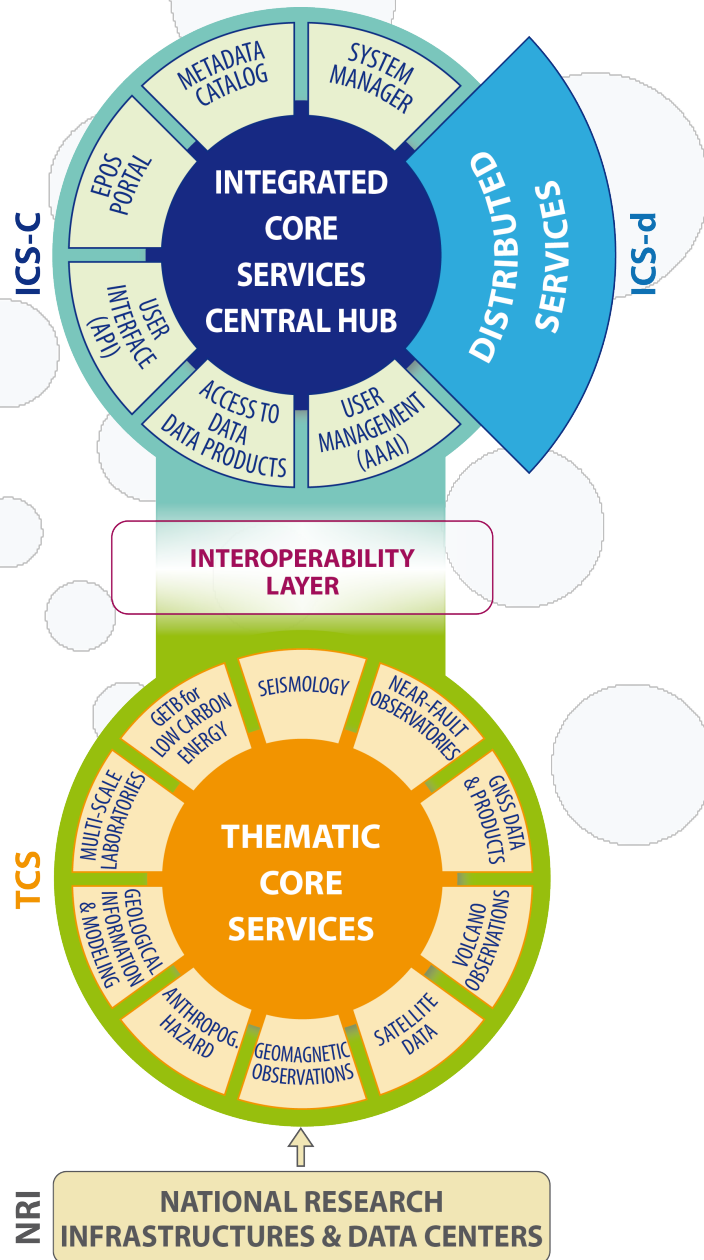 METADATA
CATALOG
SYSTEM
MANAGER
EPOS
PORTAL
INTEGRATED
CORE
SERVICES
CENTRAL HUB
DISTRIBUTED
SERVICES
ICS-C
ICS-d
USER
INTERFACE
(API)
ACCESS TO
DATA
DATA PRODUCTS
USER
MANAGEMENT
(AAAI)
INTEROPERABILITY
LAYER
SEISMOLOGY
GETB for
LOW CARBON
ENERGY
NEAR-FAULT
OBSERVATORIES
MULTI-SCALE
LABORATORIES
GNSS DATA
& PRODUCTS
THEMATIC
CORE
SERVICES
TCS
GEOLOGICAL
INFORMATION
& MODELING
VOLCANO
OBSERVATIONS
ANTHROPOG.
HAZARD
SATELLITE
DATA
GEOMAGNETIC
OBSERVATIONS
NRI
NATIONAL RESEARCH
INFRASTRUCTURES & DATA CENTERS